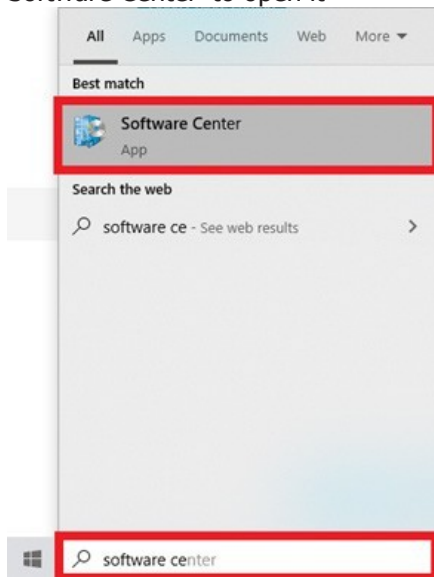 Software Center to open it
All Apps Documents Web More
Best match
Software Center
App
Search the web
software ce - See web results
software center